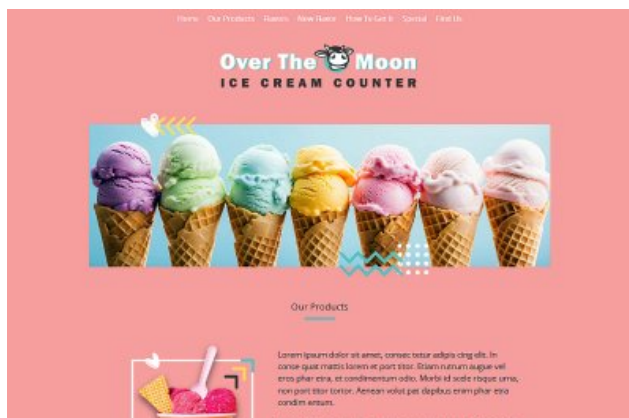 Home Our Products Flavors New Flavor How To Get It Special Find Us
Over The Moon
ICE CREAM COUNTER
Our Products
Lorem ipsum dolor sit amet, consec tetur adipis cing elit. In
conse quat mattis lorem et port titor. Etiam rutrum augue vel
eros phar etra, et condimentum odio. Morbi id scele risque urna,
non port titor tortor. Aenean volut pat dapibus enim phar etra
condim entum.